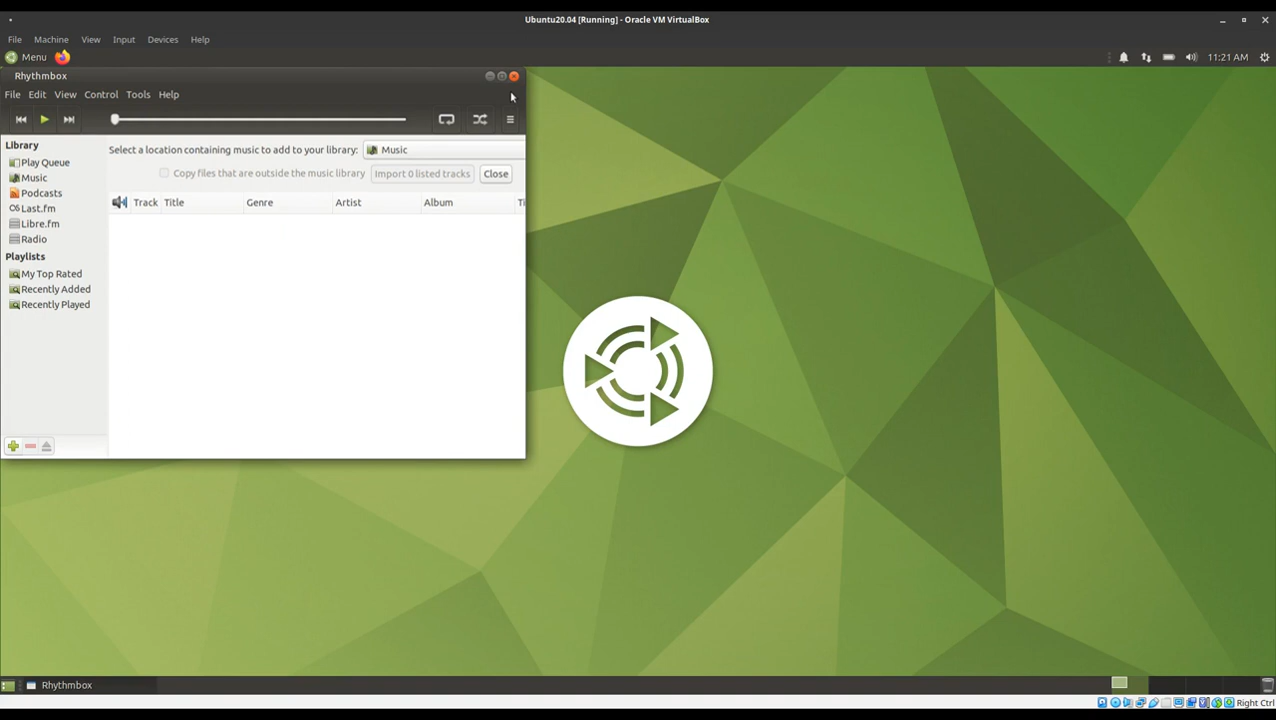 Ubuntu20.04 [Running] - Oracle VM VirtualBox
File Machine View Input Devices Help
Menu 11:21 AM
Rhythmbox
File Edit View Control Tools Help
Library
Select a location containing music to add to your library: Music
Play Queue
Copy files that are outside the music library Import 0 listed tracks Close
Music
Podcasts
Track Title Genre Artist Album Ti
Last.fm
Libre.fm
Radio
Playlists
My Top Rated
Recently Added
Recently Played
Rhythmbox
Right Ctrl